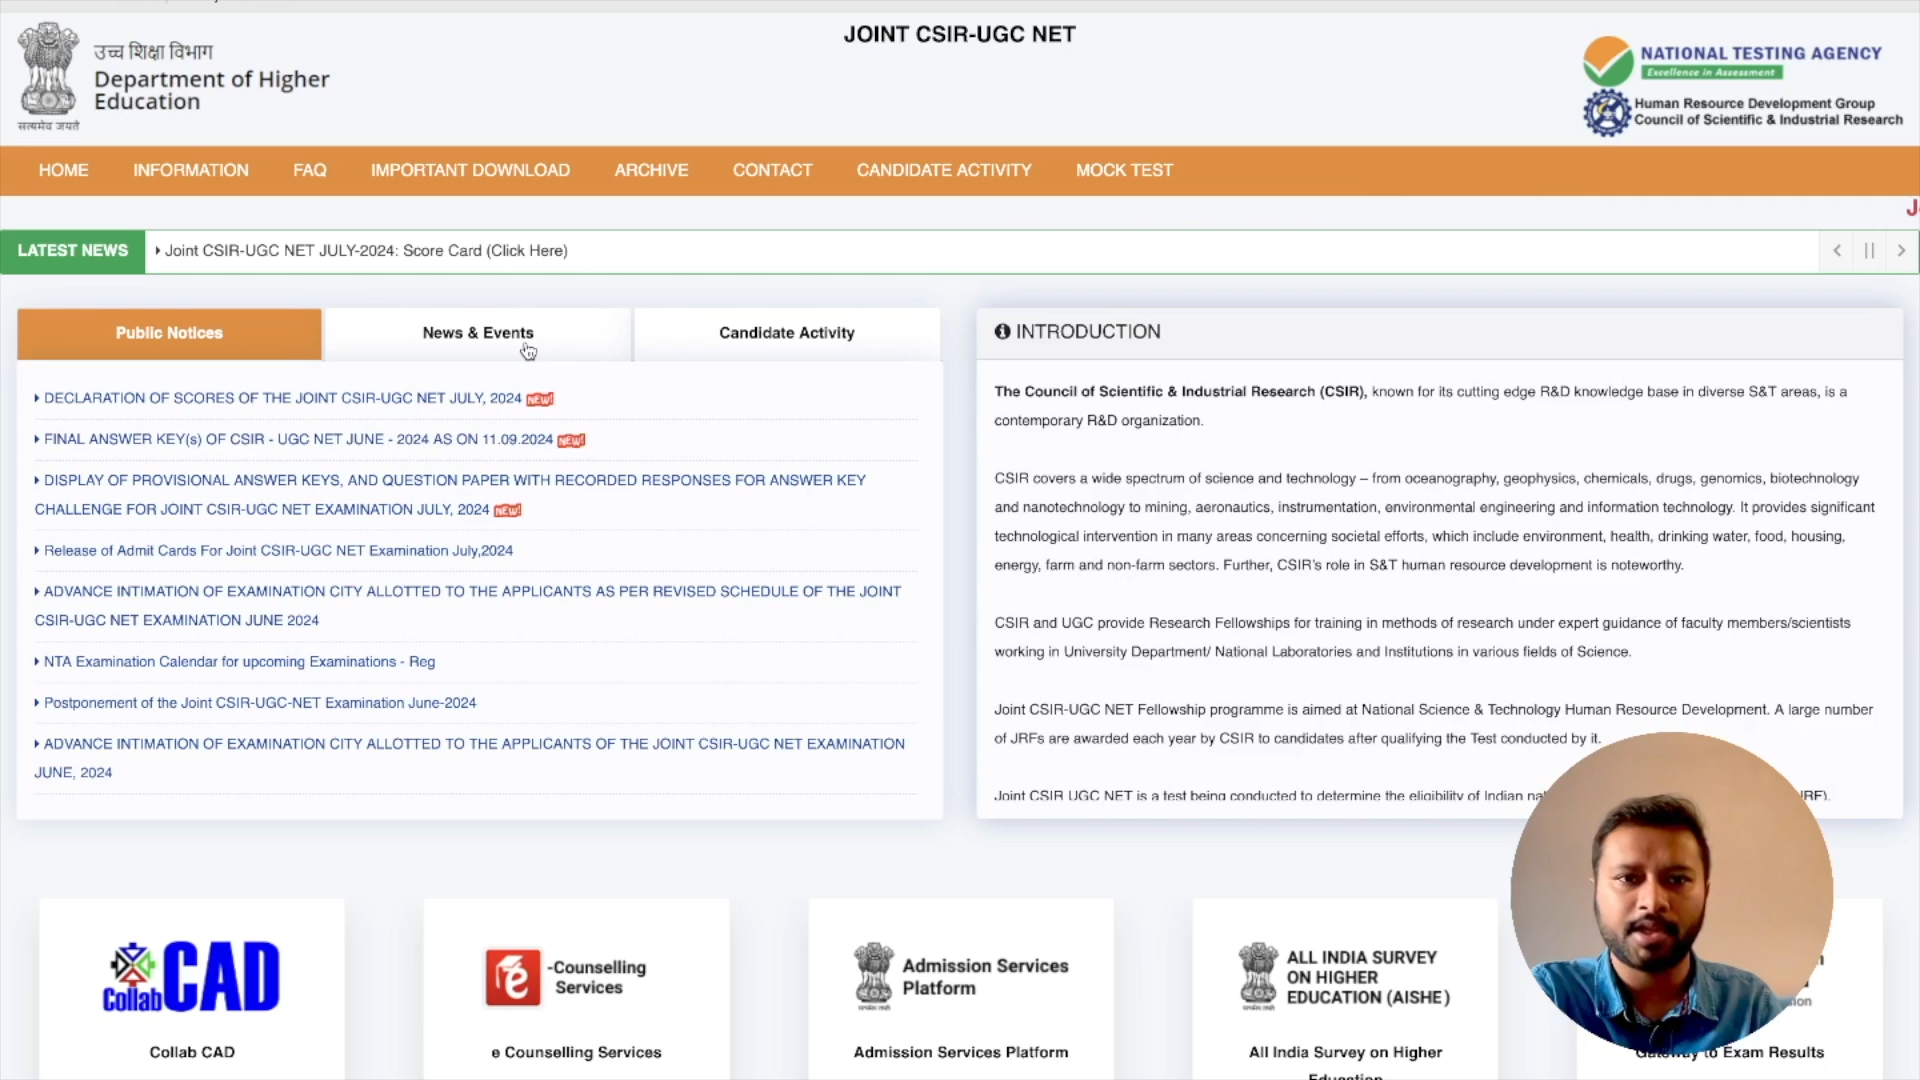 JOINT CSIR-UGC NET
उच्च शिक्षा विभाग
Department of Higher
Education
सत्यमेव जयते
NATIONAL TESTING AGENCY
Excellence in Assessment
Human Resource Development Group
Council of Scientific & Industrial Research
HOME INFORMATION FAQ IMPORTANT DOWNLOAD ARCHIVE CONTACT CANDIDATE ACTIVITY MOCK TEST
LATEST NEWS Joint CSIR-UGC NET JULY-2024: Score Card (Click Here)
Public Notices News & Events Candidate Activity
DECLARATION OF SCORES OF THE JOINT CSIR-UGC NET JULY, 2024 NEW!
FINAL ANSWER KEY(s) OF CSIR - UGC NET JUNE - 2024 AS ON 11.09.2024 NEW!
DISPLAY OF PROVISIONAL ANSWER KEYS, AND QUESTION PAPER WITH RECORDED RESPONSES FOR ANSWER KEY
CHALLENGE FOR JOINT CSIR-UGC NET EXAMINATION JULY, 2024 NEW!
Release of Admit Cards For Joint CSIR-UGC NET Examination July,2024
ADVANCE INTIMATION OF EXAMINATION CITY ALLOTTED TO THE APPLICANTS AS PER REVISED SCHEDULE OF THE JOINT
CSIR-UGC NET EXAMINATION JUNE 2024
NTA Examination Calendar for upcoming Examinations - Reg
Postponement of the Joint CSIR-UGC-NET Examination June-2024
ADVANCE INTIMATION OF EXAMINATION CITY ALLOTTED TO THE APPLICANTS OF THE JOINT CSIR-UGC NET EXAMINATION
JUNE, 2024
INTRODUCTION
The Council of Scientific & Industrial Research (CSIR), known for its cutting edge R&D knowledge base in diverse S&T areas, is a
contemporary R&D organization.
CSIR covers a wide spectrum of science and technology – from oceanography, geophysics, chemicals, drugs, genomics, biotechnology
and nanotechnology to mining, aeronautics, instrumentation, environmental engineering and information technology. It provides significant
technological intervention in many areas concerning societal efforts, which include environment, health, drinking water, food, housing,
energy, farm and non-farm sectors. Further, CSIR's role in S&T human resource development is noteworthy.
CSIR and UGC provide Research Fellowships for training in methods of research under expert guidance of faculty members/scientists
working in University Department/ National Laboratories and Institutions in various fields of Science.
Joint CSIR-UGC NET Fellowship programme is aimed at National Science & Technology Human Resource Development. A large number
of JRFs are awarded each year by CSIR to candidates after qualifying the Test conducted by it.
Joint CSIR UGC NET is a test being conducted to determine the eligibility of Indian
CollabCAD
Collab CAD
e-Counselling
Services
e Counselling Services
Admission Services
Platform
Admission Services Platform
ALL INDIA SURVEY
ON HIGHER
EDUCATION (AISHE)
All India Survey on Higher
Education
Gateway to Exam Results